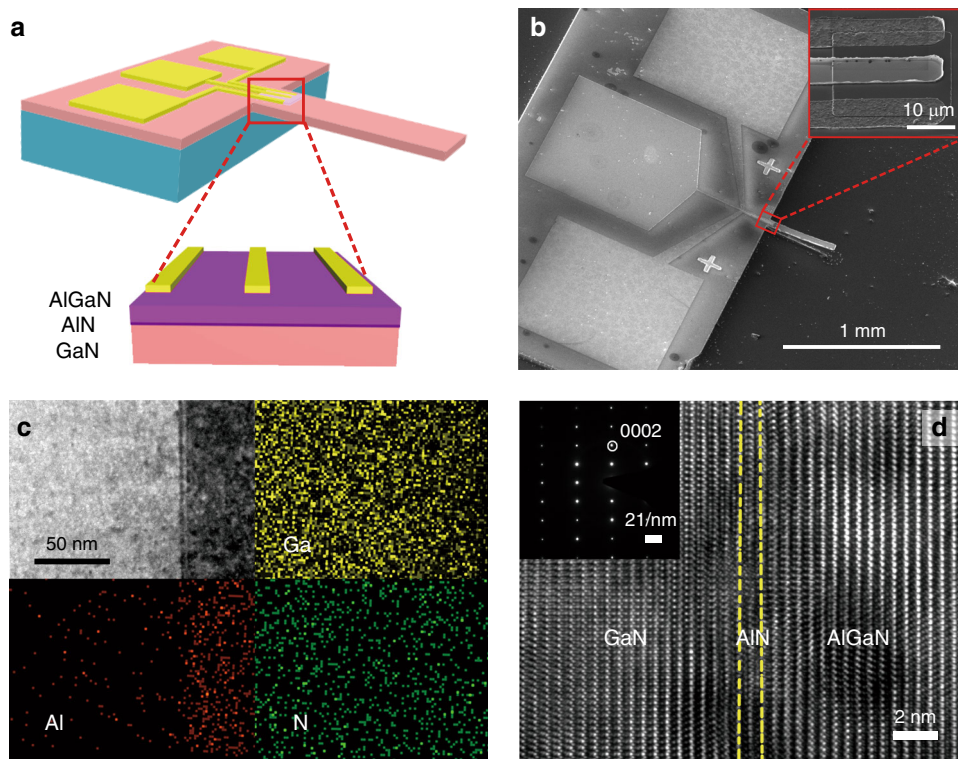 a
AlGaN
AlN
GaN
b
10 μm
1 mm
c
50 nm
Ga
Al
N
d
0002
21/nm
GaN
AlN
AlGaN
2 nm